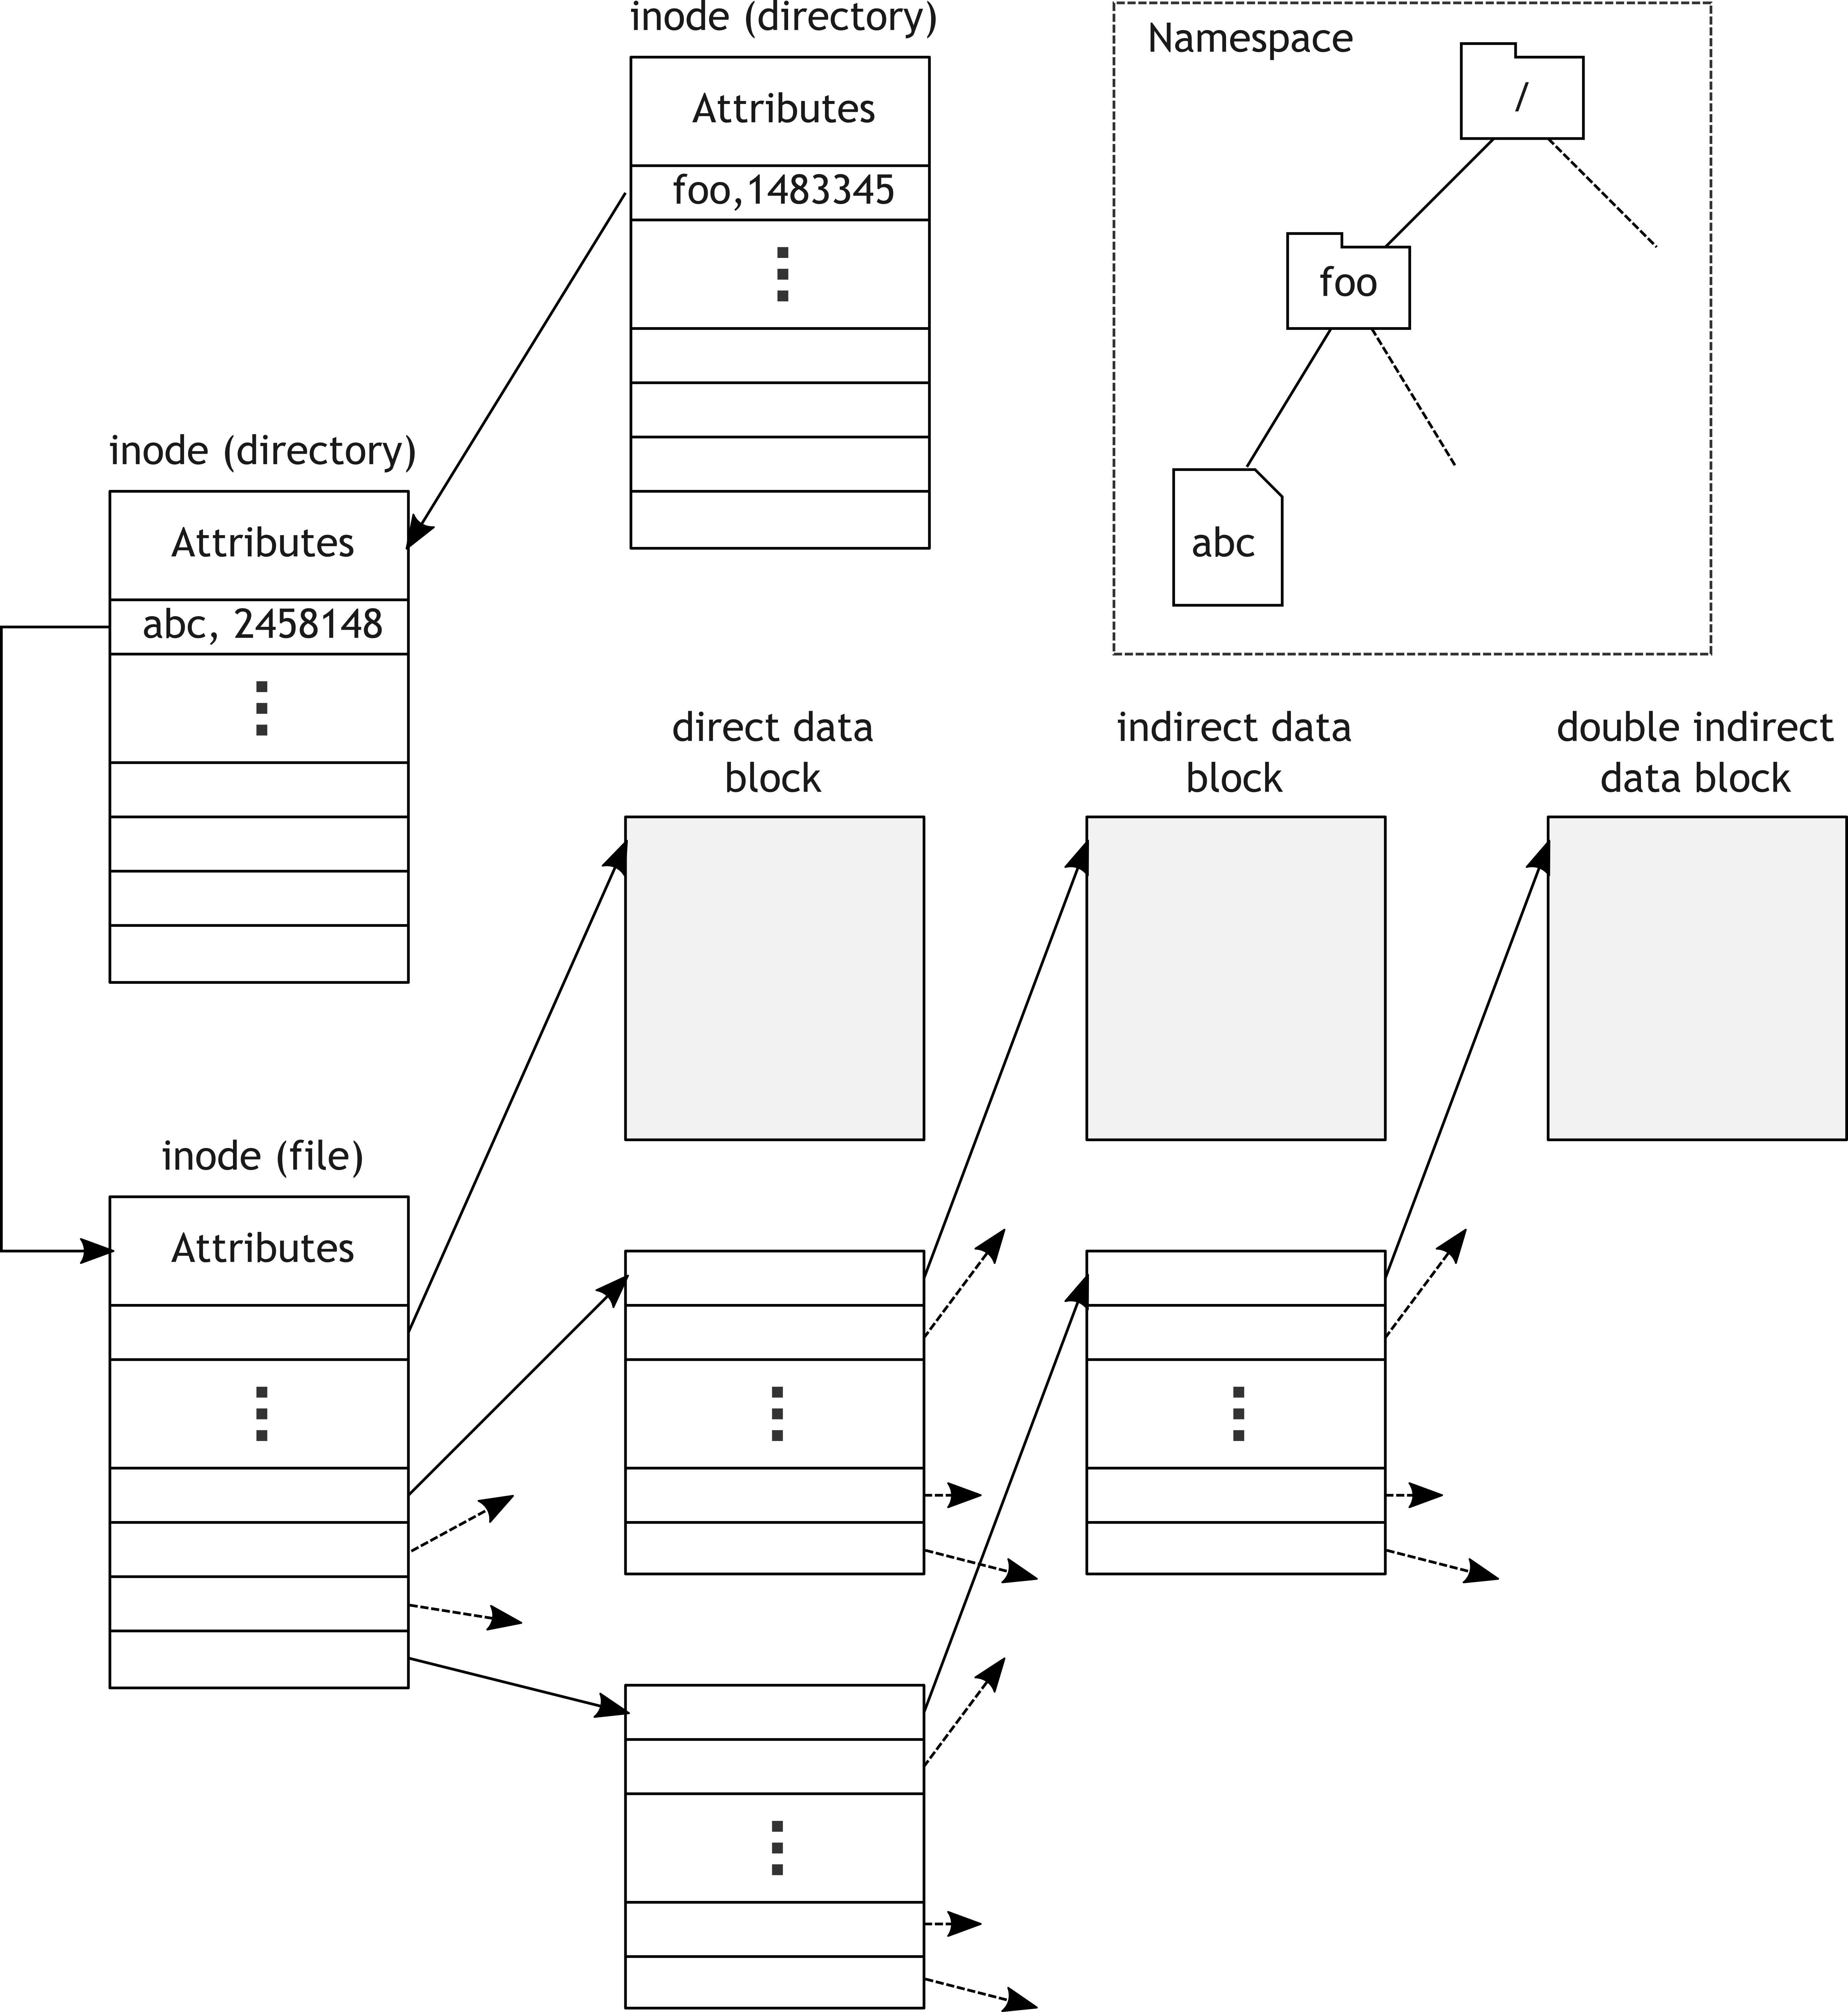 inode (directory)
Attributes
foo,1483345
Namespace
/
foo
abc
inode (directory)
Attributes
abc, 2458148
direct data
block
indirect data
block
double indirect
data block
inode (file)
Attributes